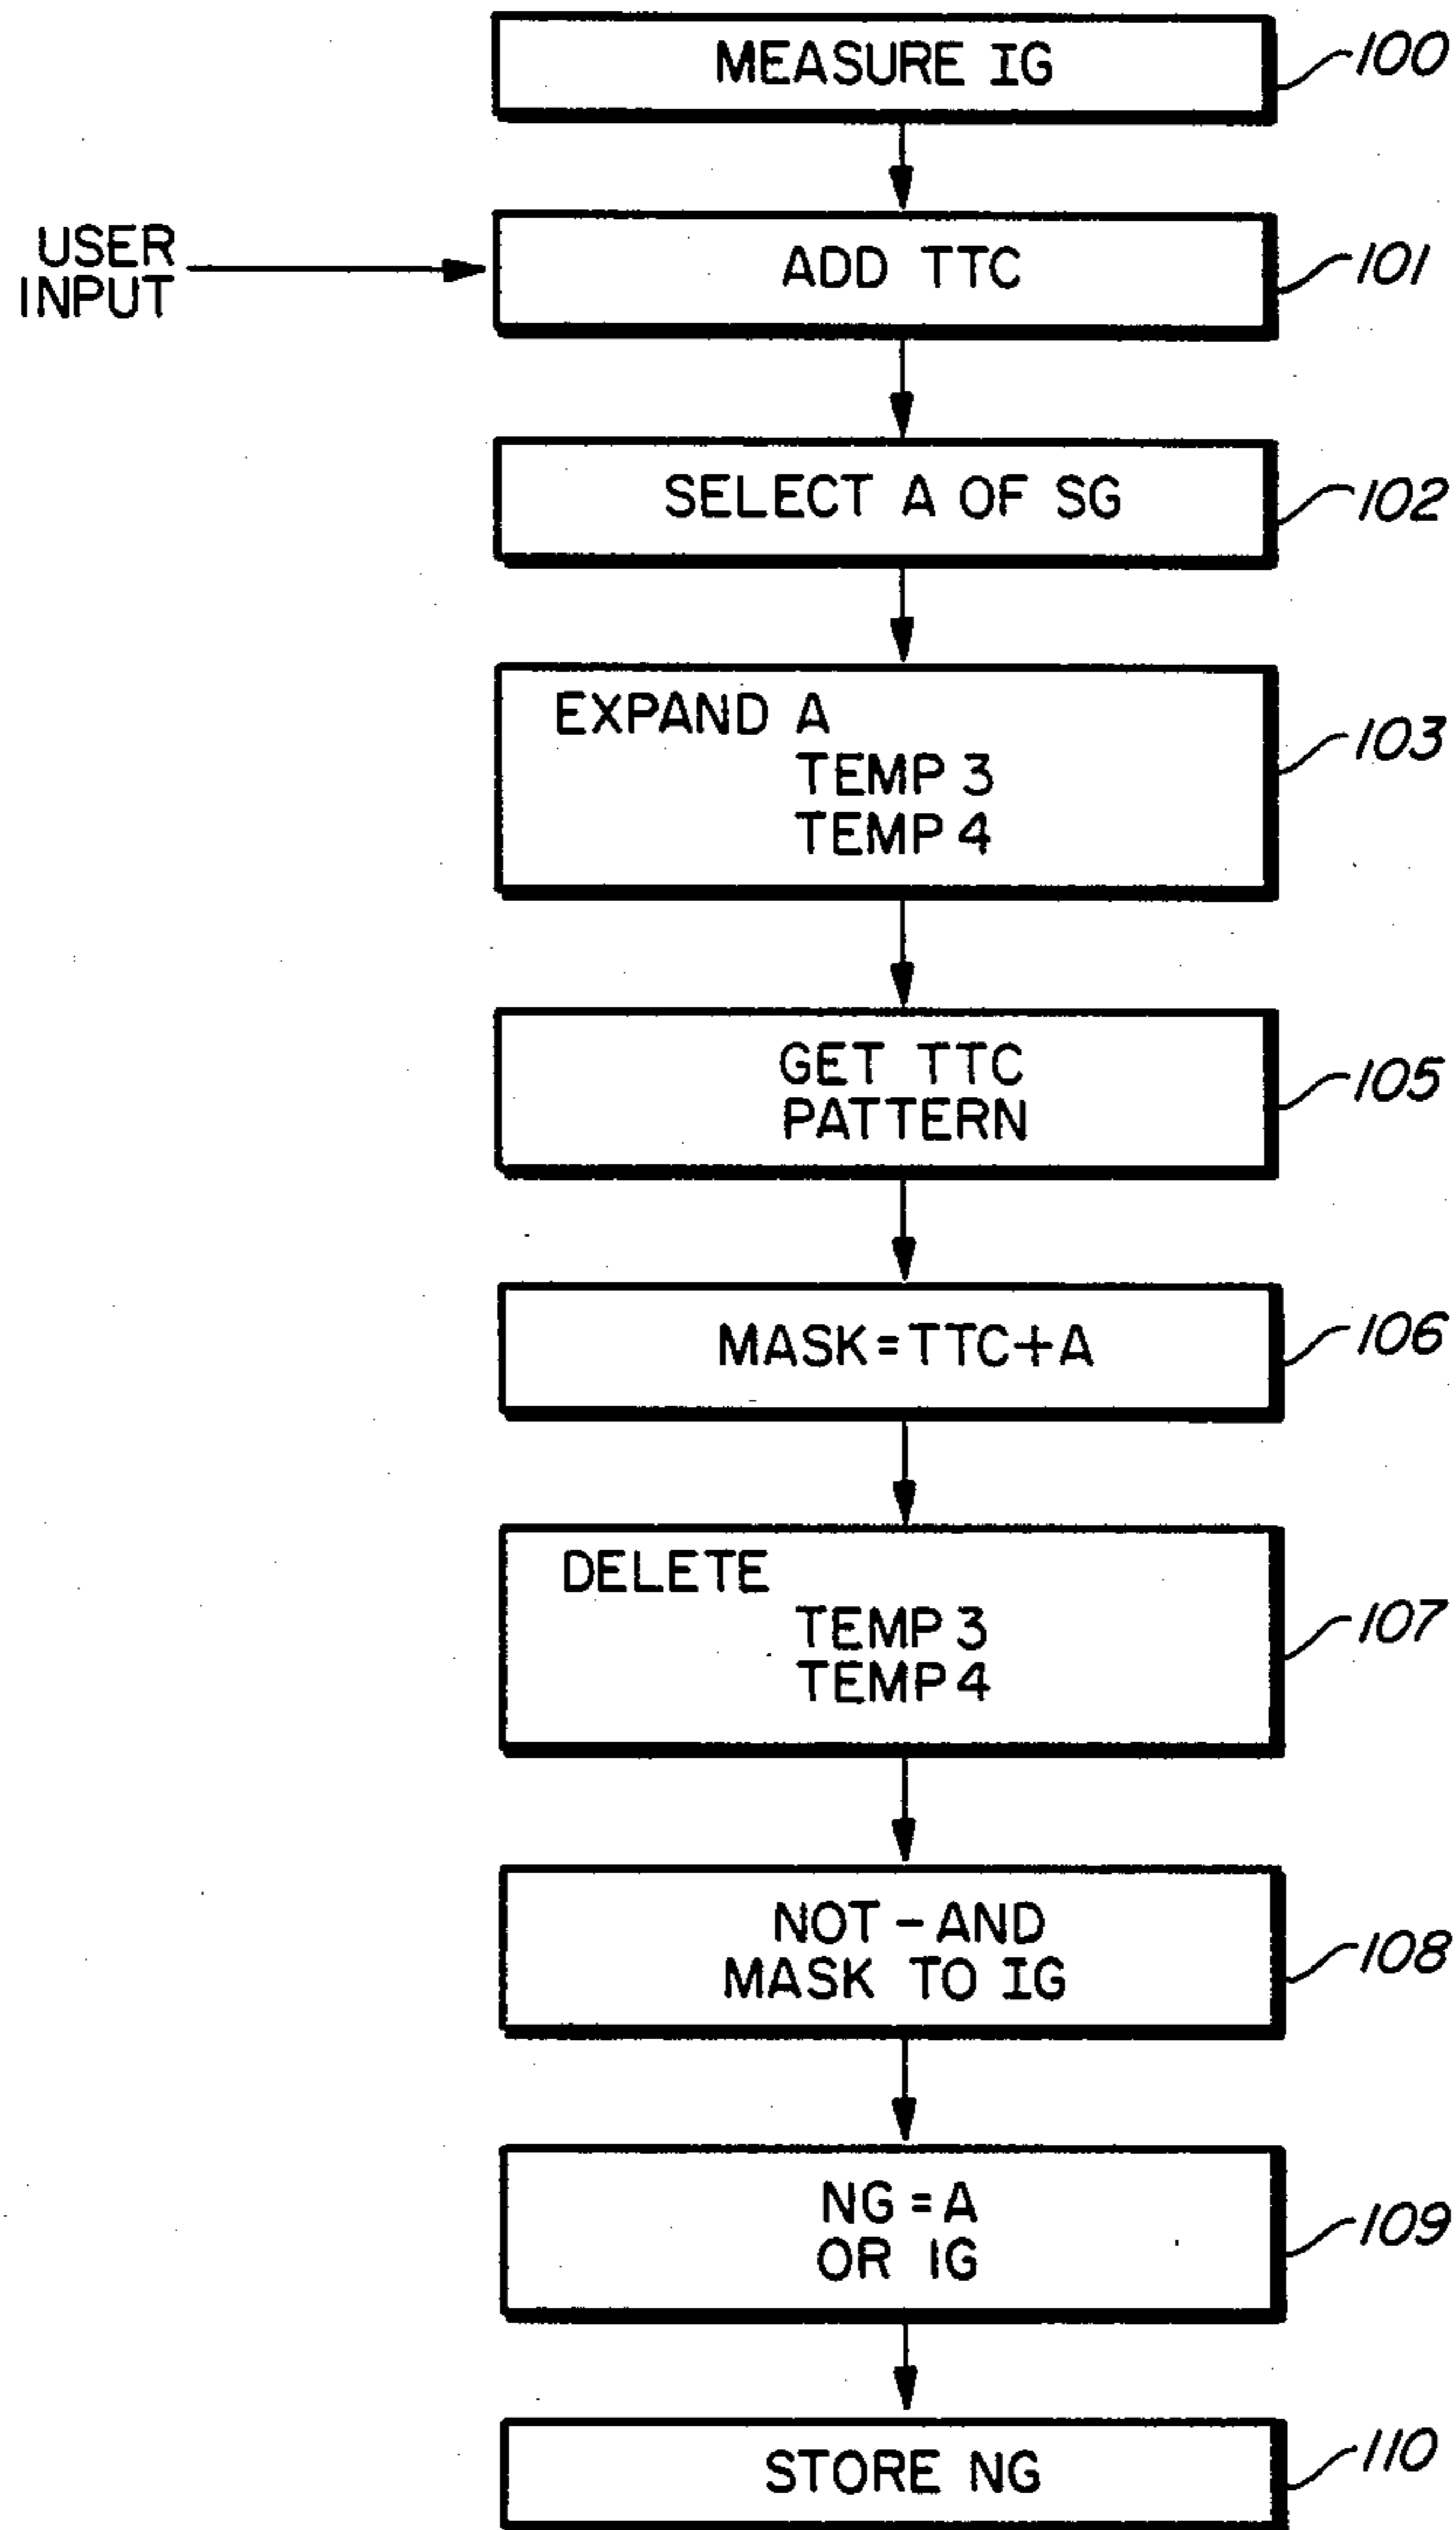 MEASURE IG
100
USER
INPUT
ADD TTC
101
SELECT A OF SG
102
EXPAND A
TEMP 3
TEMP 4
103
GET TTC
PATTERN
105
MASK=TTC+A
106
DELETE
TEMP 3
TEMP 4
107
NOT-AND
MASK TO IG
108
NG=A
OR IG
109
STORE NG
110